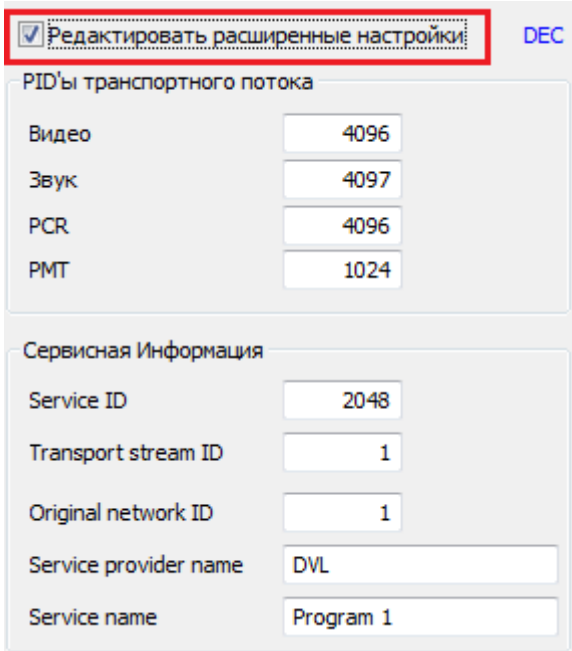 Редактировать расширенные настройки DEC
PID'ы транспортного потока
Видео 4096
Звук 4097
PCR 4096
PMT 1024
Сервисная Информация
Service ID 2048
Transport stream ID 1
Original network ID 1
Service provider name DVL
Service name Program 1